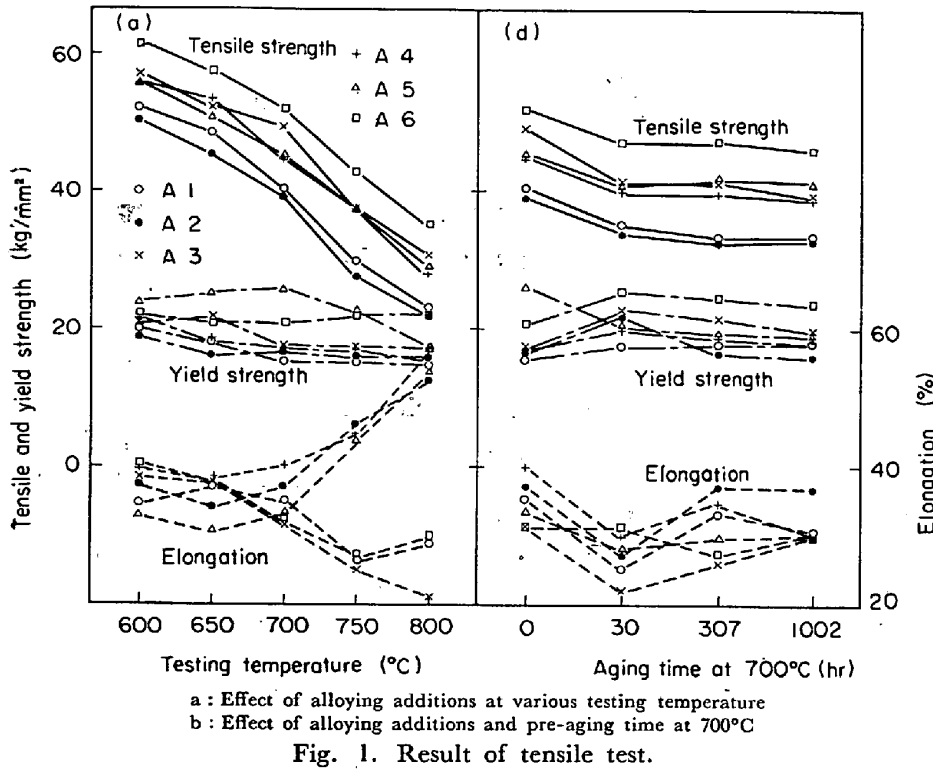 (a)
(d)
Tensile strength
+ A 4
△ A 5
□ A 6
60
Tensile strength
40
○ A 1
● A 2
× A 3
20
60
Yield strength
Yield strength
0
40
Elongation
Elongation
20
Tensile and yield strength (kg/mm²)
Elongation (%)
600 650 700 750 800
0 30 307 1002
Testing temperature (°C)
Aging time at 700°C (hr)
a : Effect of alloying additions at various testing temperature
b : Effect of alloying additions and pre-aging time at 700°C
Fig. 1. Result of tensile test.